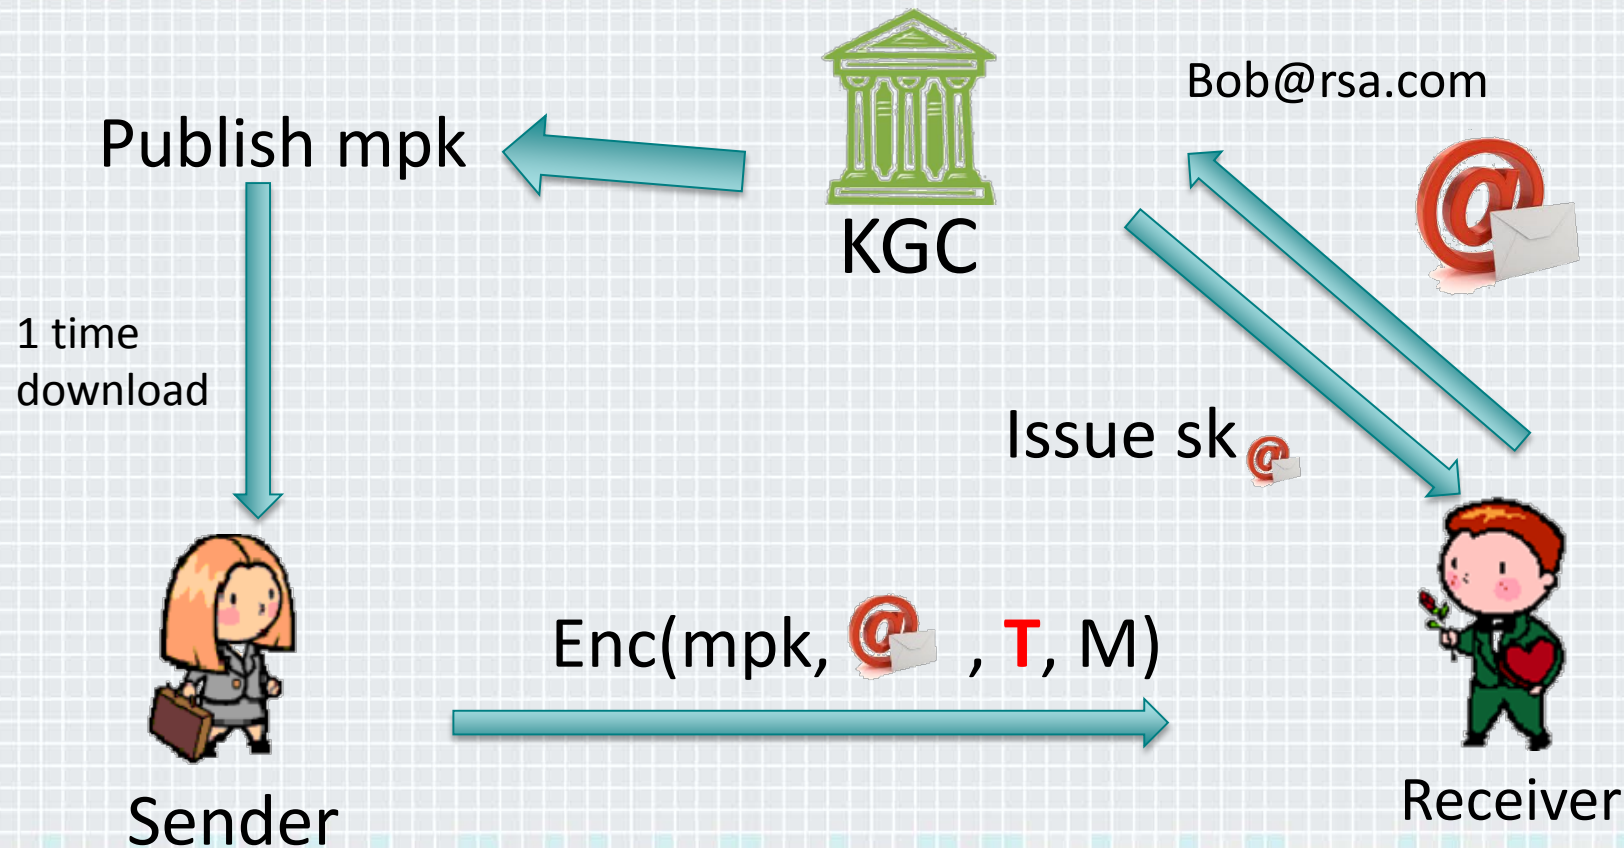 Bob@rsa.com
Publish mpk
KGC
1 time
download
Issue sk
Enc(mpk, , T, M)
Sender
Receiver